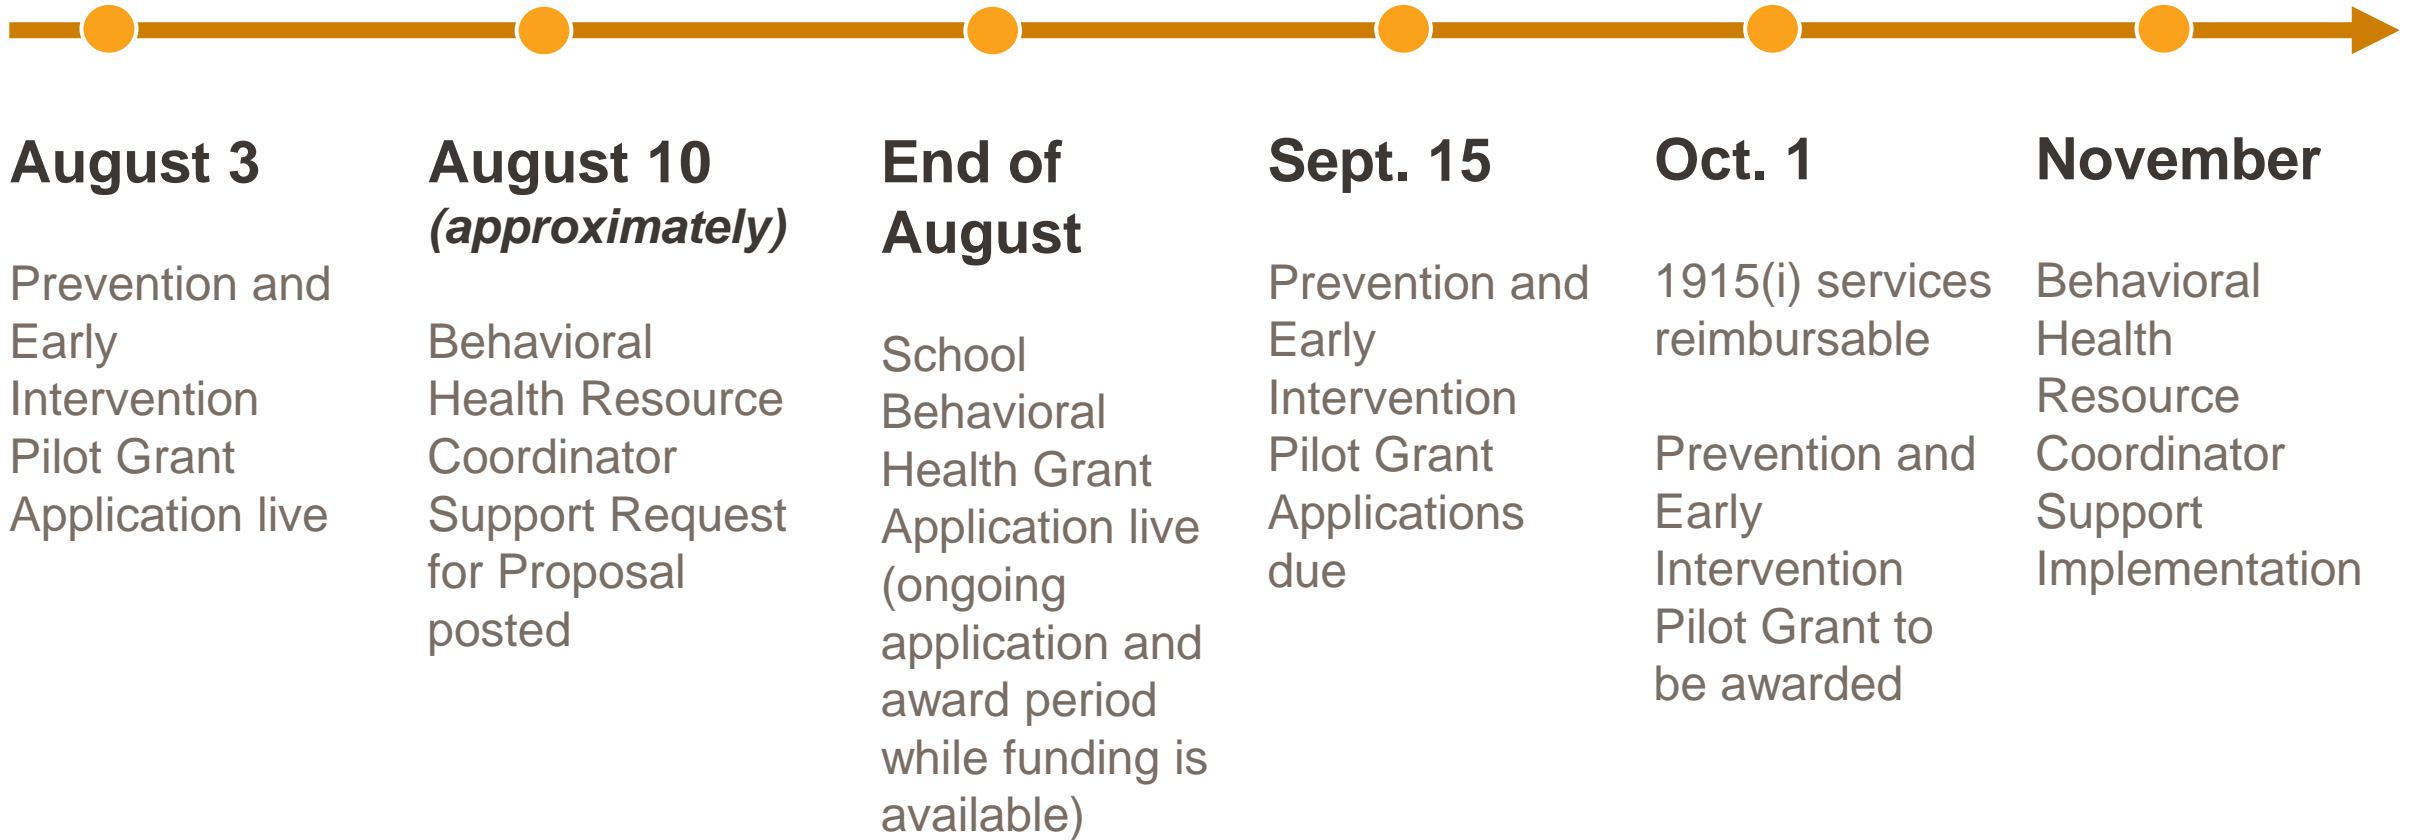 August 3
Prevention and
Early
Intervention
Pilot Grant
Application live
August 10
(approximately)
Behavioral
Health Resource
Coordinator
Support Request
for Proposal
posted
End of
August
School
Behavioral
Health Grant
Application live
(ongoing
application and
award period
while funding is
available)
Sept. 15
Prevention and
Early
Intervention
Pilot Grant
Applications
due
Oct. 1
1915(i) services
reimbursable
Prevention and
Early
Intervention
Pilot Grant to
be awarded
November
Behavioral
Health
Resource
Coordinator
Support
Implementation